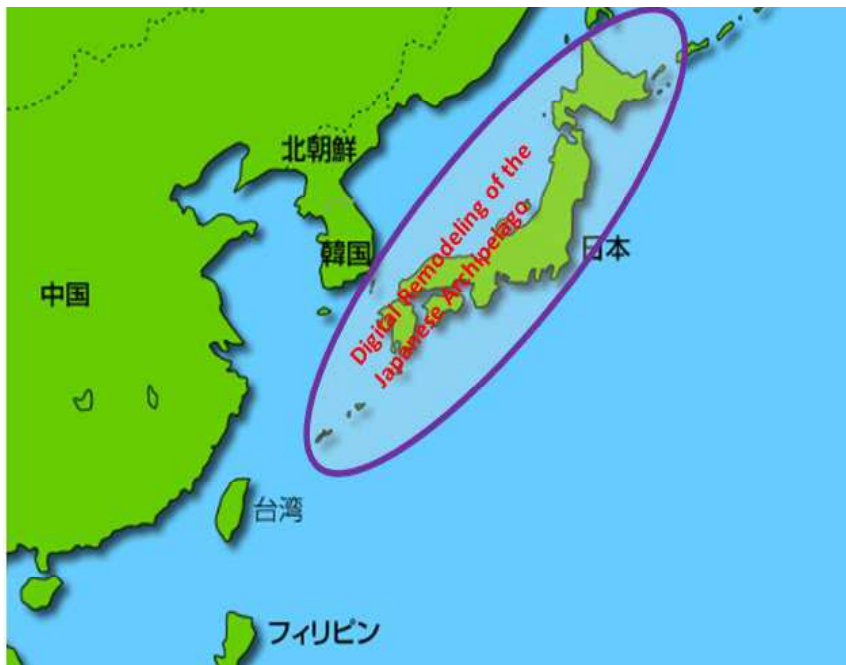 北朝鮮
韓国
日本
中国
Digital Remodeling of the
Japanese Archipelago
台湾
フィリピン